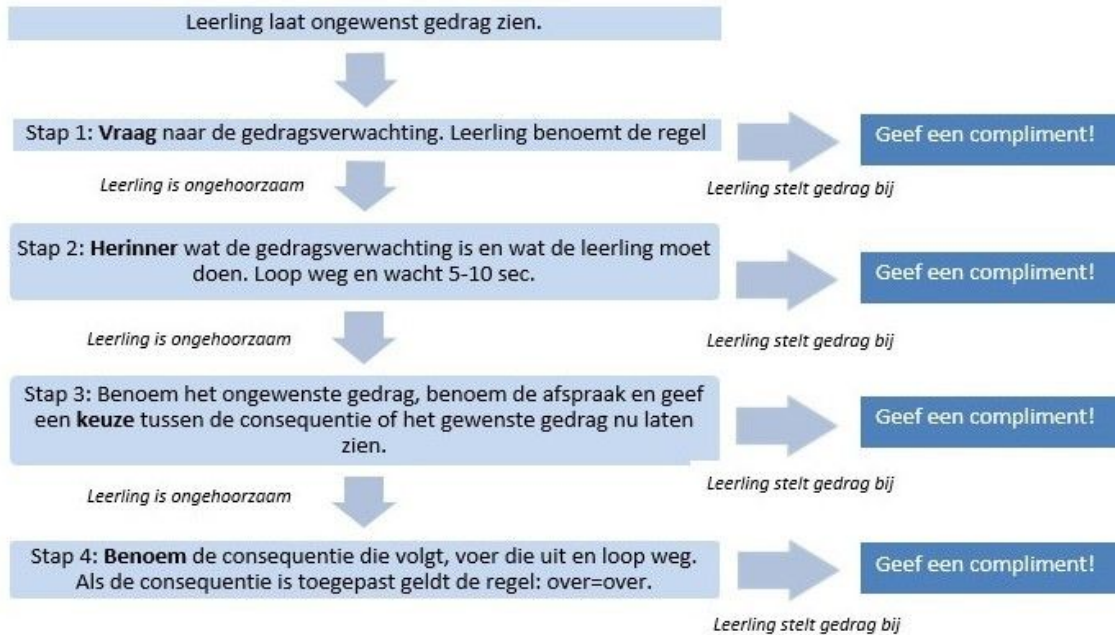 Leerling laat ongewenst gedrag zien.
Stap 1: Vraag naar de gedragsverwachting. Leerling benoemt de regel
Geef een compliment!
Leerling is ongehoorzaam
Leerling stelt gedrag bij
Stap 2: Herinner wat de gedragsverwachting is en wat de leerling moet
doen. Loop weg en wacht 5-10 sec.
Geef een compliment!
Leerling is ongehoorzaam
Leerling stelt gedrag bij
Stap 3: Benoem het ongewenste gedrag, benoem de afspraak en geef
een keuze tussen de consequentie of het gewenste gedrag nu laten
zien.
Geef een compliment!
Leerling is ongehoorzaam
Leerling stelt gedrag bij
Stap 4: Benoem de consequentie die volgt, voer die uit en loop weg.
Als de consequentie is toegepast geldt de regel: over=over.
Geef een compliment!
Leerling stelt gedrag bij